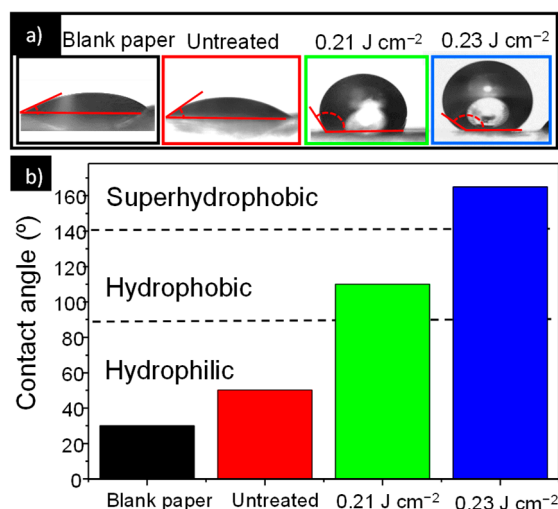 a)
Blank paper Untreated 0.21 J cm⁻² 0.23 J cm⁻²
b)
Contact angle (º)
160
140
120
100
80
60
40
20
0
Superhydrophobic
Hydrophobic
Hydrophilic
Blank paper Untreated 0.21 J cm⁻² 0.23 J cm⁻²